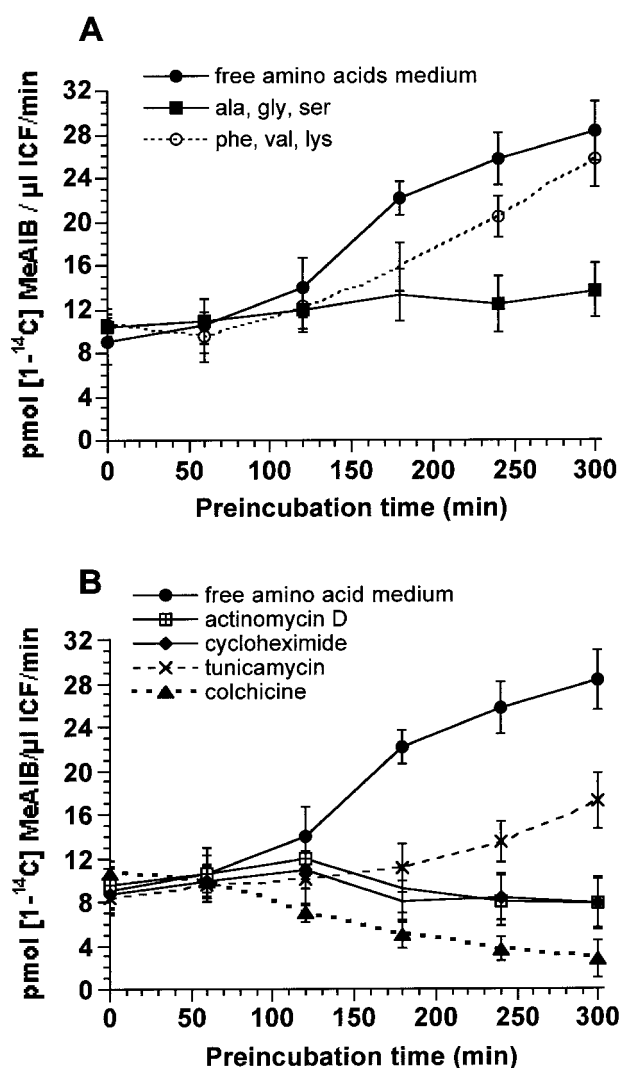 A
free amino acids medium
ala, gly, ser
phe, val, lys
pmol [1-¹⁴C] MeAIB / µl ICF/min
32
28
24
20
16
12
8
4
0
0 50 100 150 200 250 300
Preincubation time (min)
B
free amino acid medium
actinomycin D
cycloheximide
tunicamycin
colchicine
pmol [1-¹⁴C] MeAIB/µl ICF/min
32
28
24
20
16
12
8
4
0
0 50 100 150 200 250 300
Preincubation time (min)